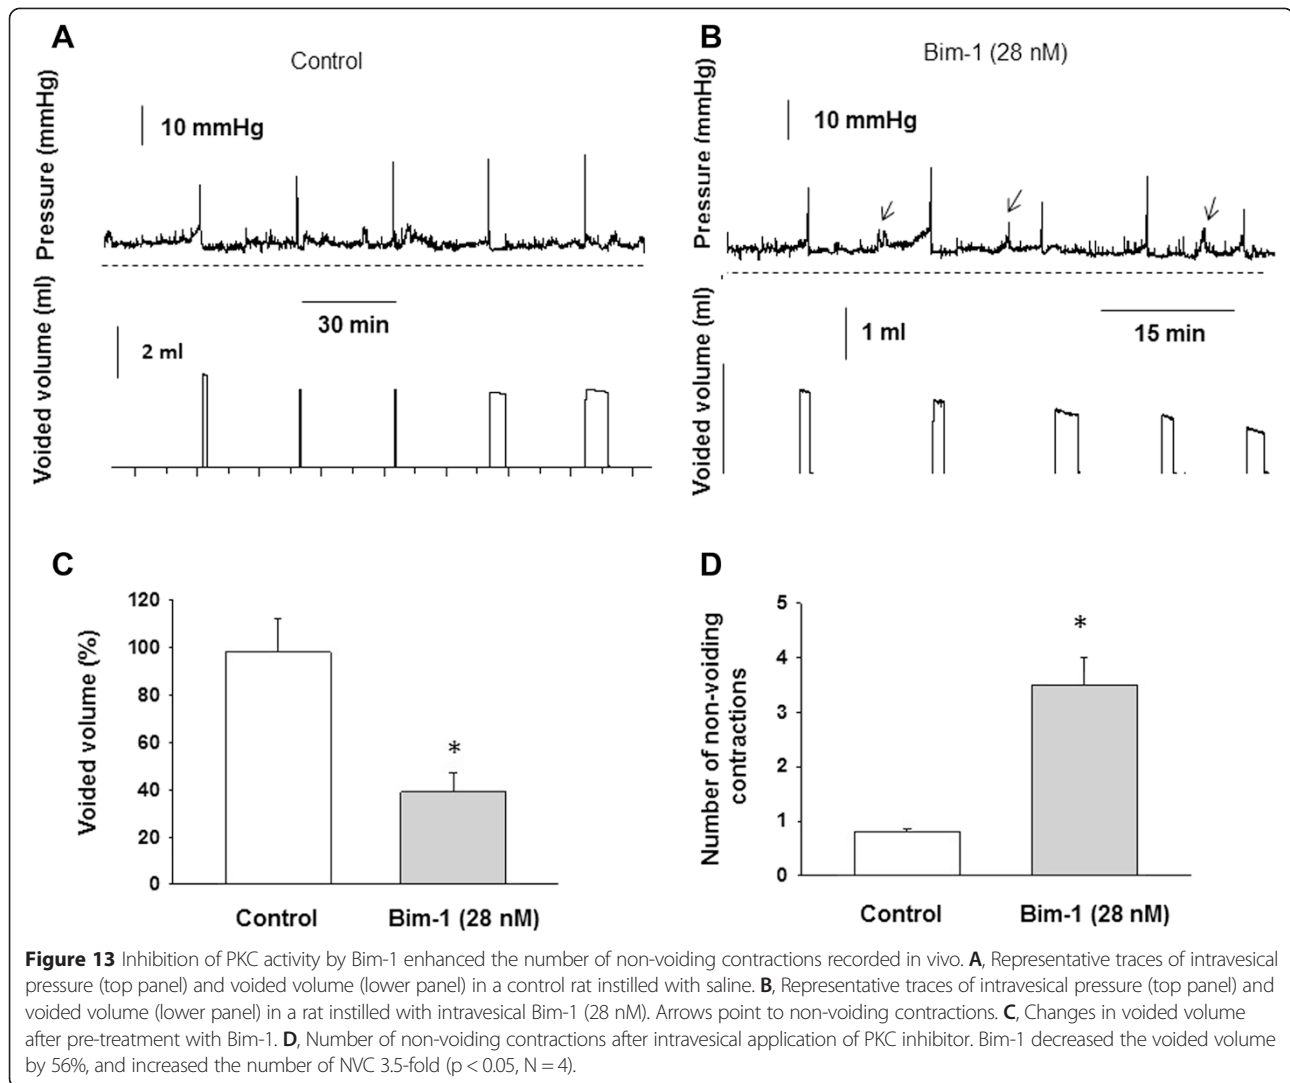 A
Control
Pressure (mmHg)
10 mmHg
30 min
Voided volume (ml)
2 ml
B
Bim-1 (28 nM)
Pressure (mmHg)
10 mmHg
Voided volume (ml)
1 ml
15 min
C
Voided volume (%)
120
100
80
60
40
20
0
*
Control
Bim-1 (28 nM)
D
Number of non-voiding
contractions
5
4
3
2
1
0
*
Control
Bim-1 (28 nM)
Figure 13 Inhibition of PKC activity by Bim-1 enhanced the number of non-voiding contractions recorded in vivo. A, Representative traces of intravesical
pressure (top panel) and voided volume (lower panel) in a control rat instilled with saline. B, Representative traces of intravesical pressure (top panel) and
voided volume (lower panel) in a rat instilled with intravesical Bim-1 (28 nM). Arrows point to non-voiding contractions. C, Changes in voided volume
after pre-treatment with Bim-1. D, Number of non-voiding contractions after intravesical application of PKC inhibitor. Bim-1 decreased the voided volume
by 56%, and increased the number of NVC 3.5-fold (p < 0.05, N = 4).